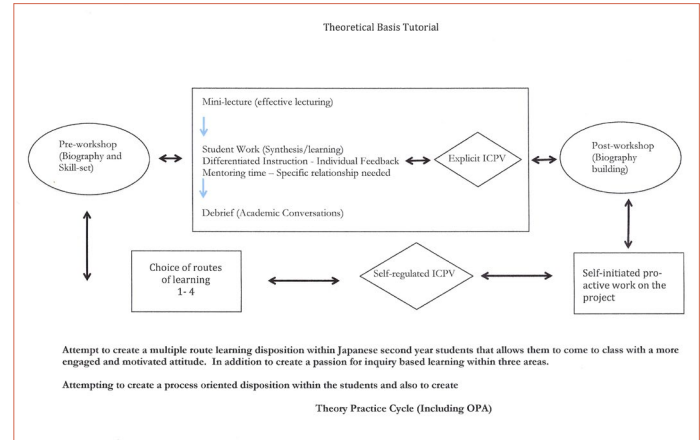 Theoretical Basis Tutorial
Mini-lecture (effective lecturing)
Pre-workshop
(Biography and
Skill-set)
Student Work (Synthesis/learning)
Differentiated Instruction - Individual Feedback
Mentoring time – Specific relationship needed
Explicit ICPV
Post-workshop
(Biography
building)
Debrief (Academic Conversations)
Choice of routes
of learning
1- 4
Self-regulated ICPV
Self-initiated pro-
active work on the
project
Attempt to create a multiple route learning disposition within Japanese second year students that allows them to come to class with a more
engaged and motivated attitude.  In addition to create a passion for inquiry based learning within three areas.
Attempting to create a process oriented disposition within the students and also to create
Theory Practice Cycle (Including OPA)